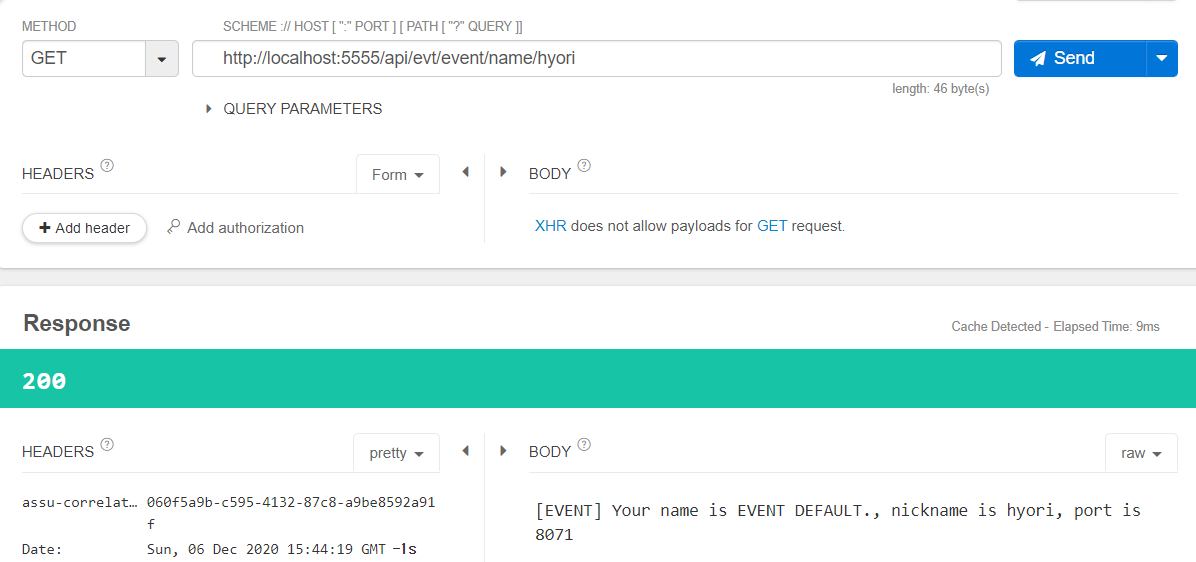 METHOD
SCHEME :// HOST [ ":" PORT ] [ PATH [ "?" QUERY ]]
GET
http://localhost:5555/api/evt/event/name/hyori
Send
length: 46 byte(s)
QUERY PARAMETERS
HEADERS ?
Form
BODY ?
+ Add header
Add authorization
XHR does not allow payloads for GET request.
Response
Cache Detected - Elapsed Time: 9ms
200
HEADERS ?
pretty
BODY ?
raw
assu-correlat… 060f5a9b-c595-4132-87c8-a9be8592a91
f
Date: Sun, 06 Dec 2020 15:44:19 GMT -1s
[EVENT] Your name is EVENT DEFAULT., nickname is hyori, port is
8071